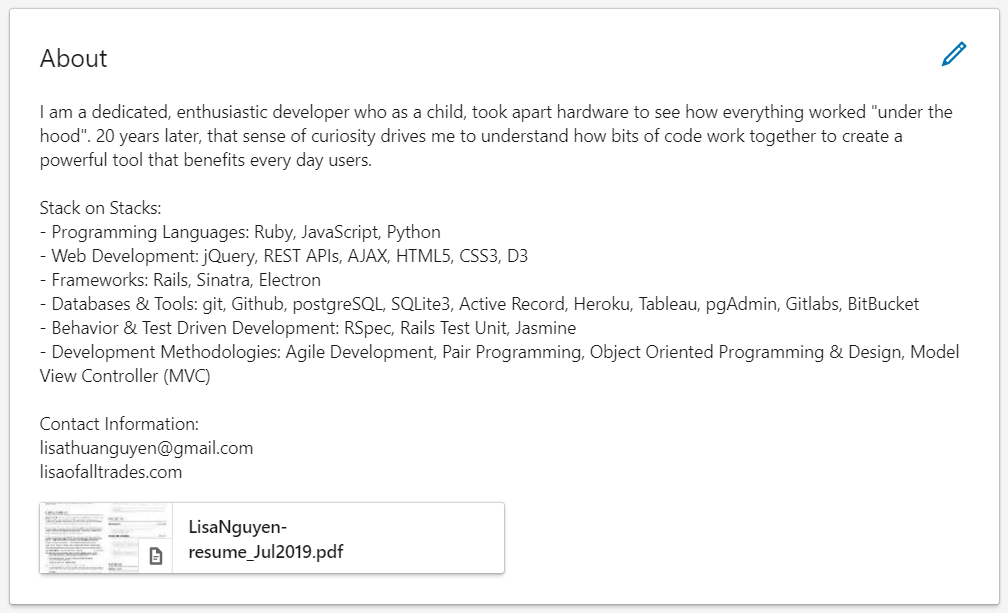 About
I am a dedicated, enthusiastic developer who as a child, took apart hardware to see how everything worked "under the
hood". 20 years later, that sense of curiosity drives me to understand how bits of code work together to create a
powerful tool that benefits every day users.
Stack on Stacks:
- Programming Languages: Ruby, JavaScript, Python
- Web Development: jQuery, REST APIs, AJAX, HTML5, CSS3, D3
- Frameworks: Rails, Sinatra, Electron
- Databases & Tools: git, Github, postgreSQL, SQLite3, Active Record, Heroku, Tableau, pgAdmin, Gitlabs, BitBucket
- Behavior & Test Driven Development: RSpec, Rails Test Unit, Jasmine
- Development Methodologies: Agile Development, Pair Programming, Object Oriented Programming & Design, Model
View Controller (MVC)
Contact Information:
lisathuanguyen@gmail.com
lisaofalltrades.com
LisaNguyen-
resume_Jul2019.pdf